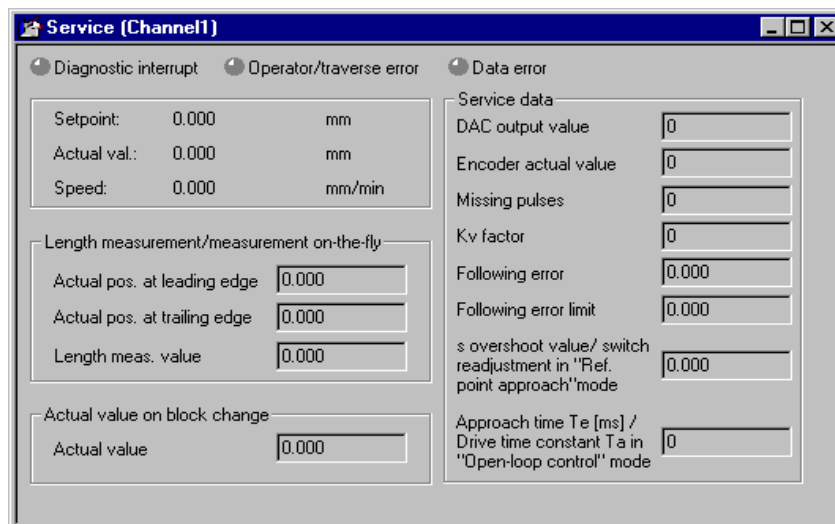 Service (Channel1)
Diagnostic interrupt Operator/traverse error Data error
Setpoint: 0.000 mm
Actual val.: 0.000 mm
Speed: 0.000 mm/min
Length measurement/measurement on-the-fly
Actual pos. at leading edge 0.000
Actual pos. at trailing edge 0.000
Length meas. value 0.000
Actual value on block change
Actual value 0.000
Service data
DAC output value 0
Encoder actual value 0
Missing pulses 0
Kv factor 0
Following error 0.000
Following error limit 0.000
s overshoot value/ switch
readjustment in "Ref. 0.000
point approach"mode
Approach time Te [ms] /
Drive time constant Ta in 0
"Open-loop control" mode